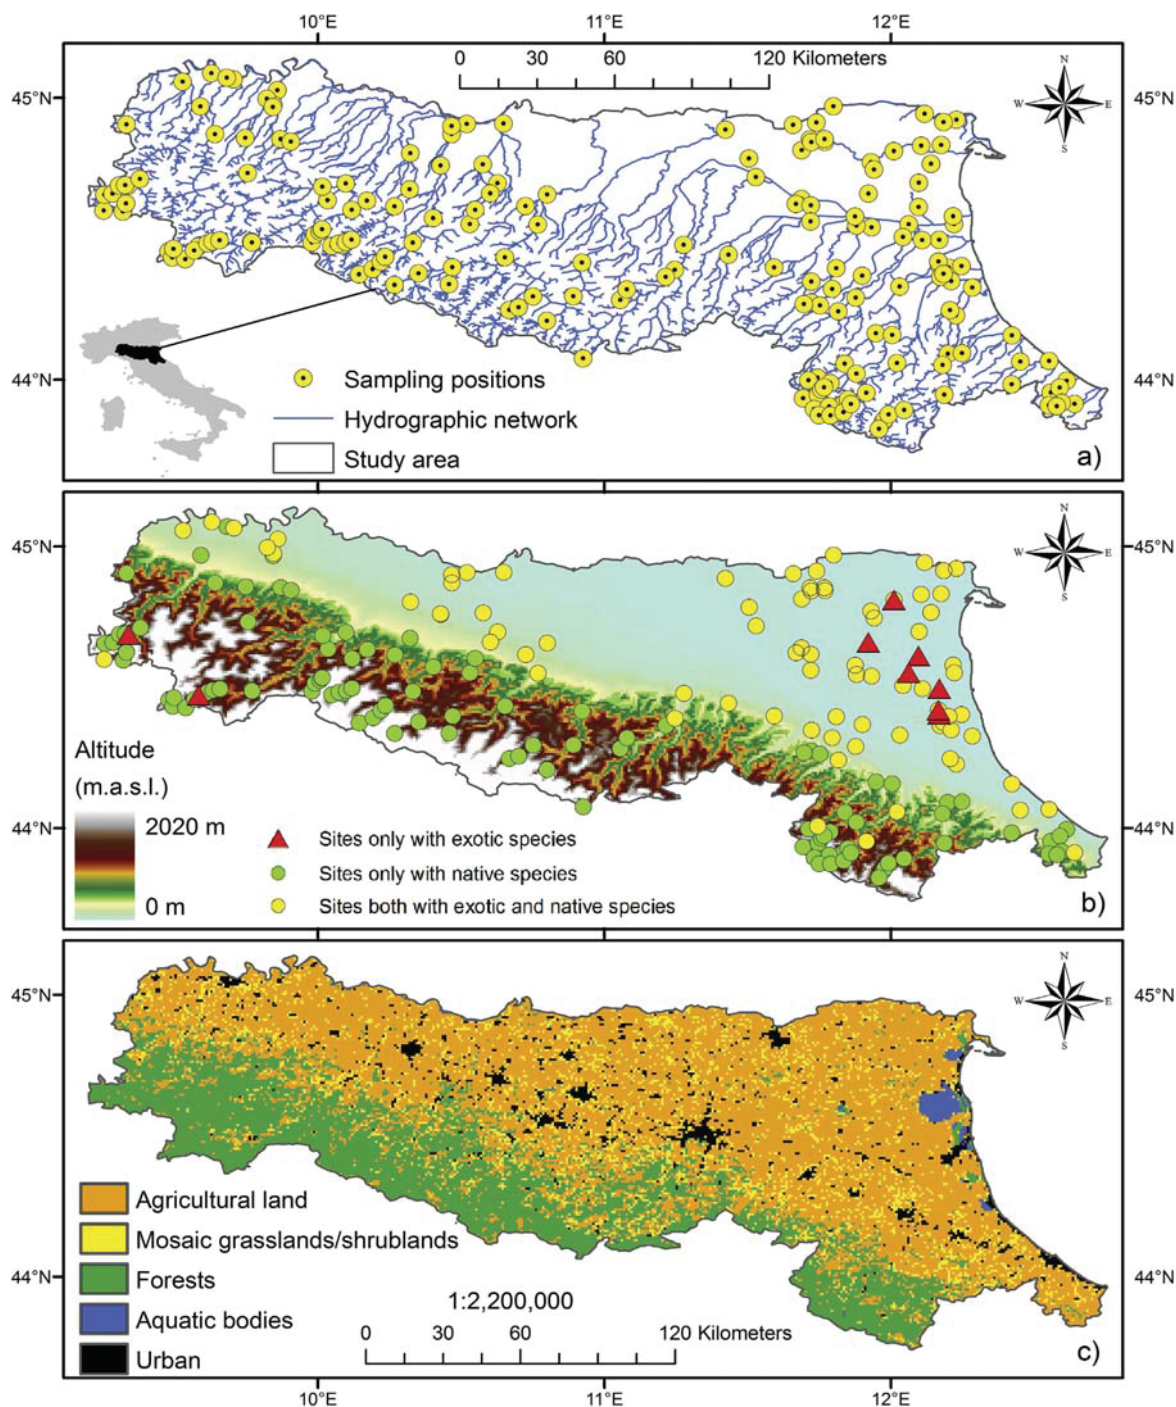 10°E 11°E 12°E
0 30 60 120 Kilometers
45°N 45°N
N
W E
S
44°N 44°N
Sampling positions
Hydrographic network
Study area
a)
45°N 45°N
N
W E
S
Altitude
(m.a.s.l.)
2020 m
0 m
44°N 44°N
Sites only with exotic species
Sites only with native species
Sites both with exotic and native species
b)
45°N 45°N
N
W E
S
Agricultural land
Mosaic grasslands/shrublands
Forests
Aquatic bodies
Urban
44°N 44°N
1:2,200,000
0 30 60 120 Kilometers
c)
10°E 11°E 12°E